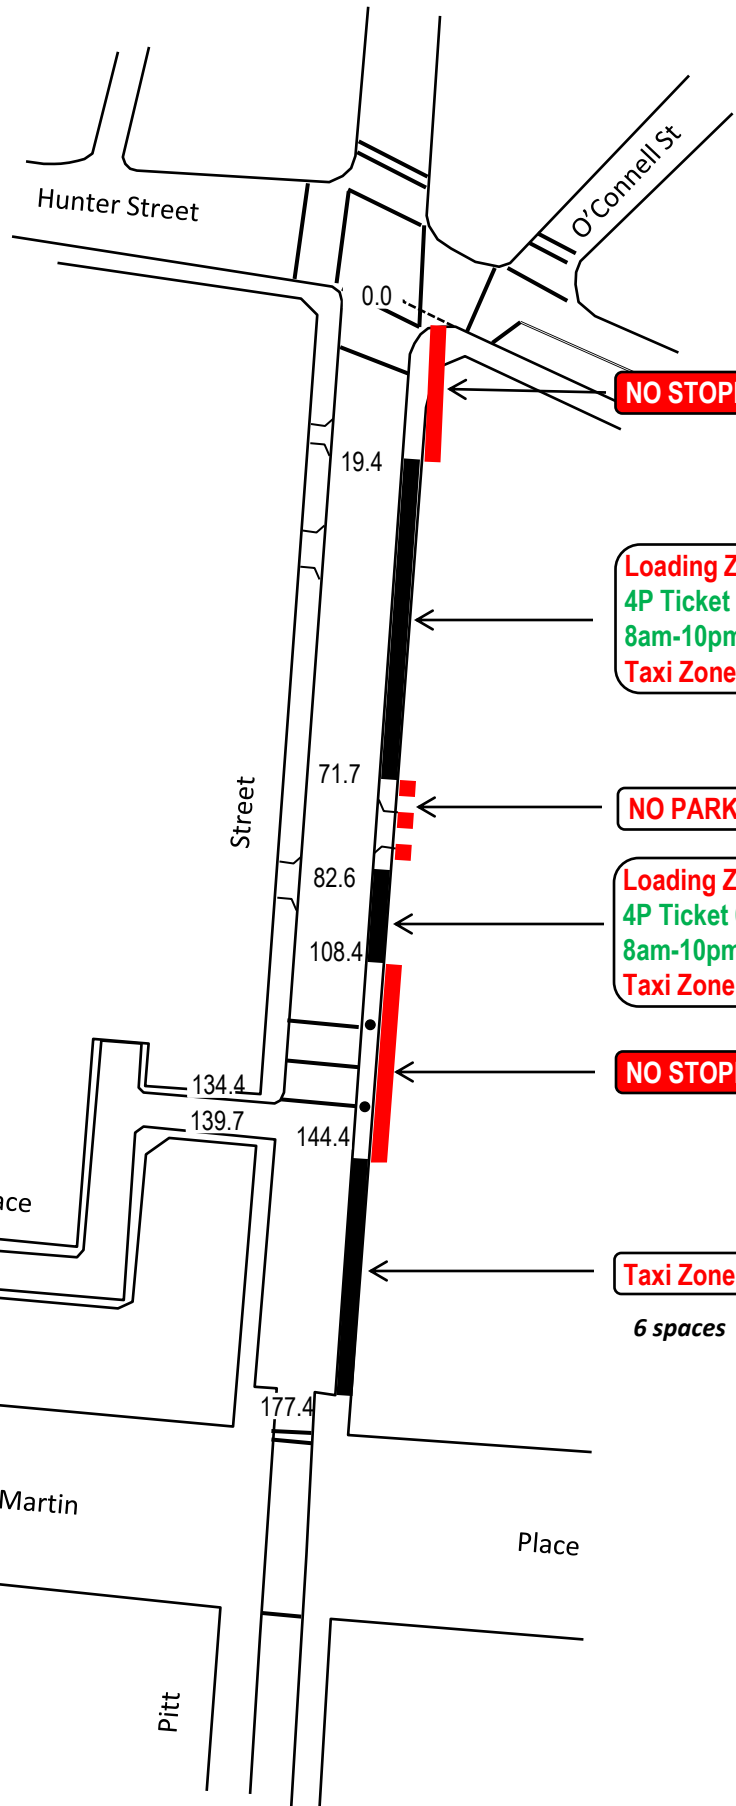 O'Connell St
Hunter Street
0.0
NO STOP
19.4
Loading Z
4P Ticket
8am-10pm
Taxi Zone
71.7
Street
NO PARK
82.6
Loading Z
4P Ticket
8am-10pm
Taxi Zone
108.4
NO STOP
134.4
139.7
144.4
ace
Taxi Zone
6 spaces
177.4
Martin
Place
Pitt